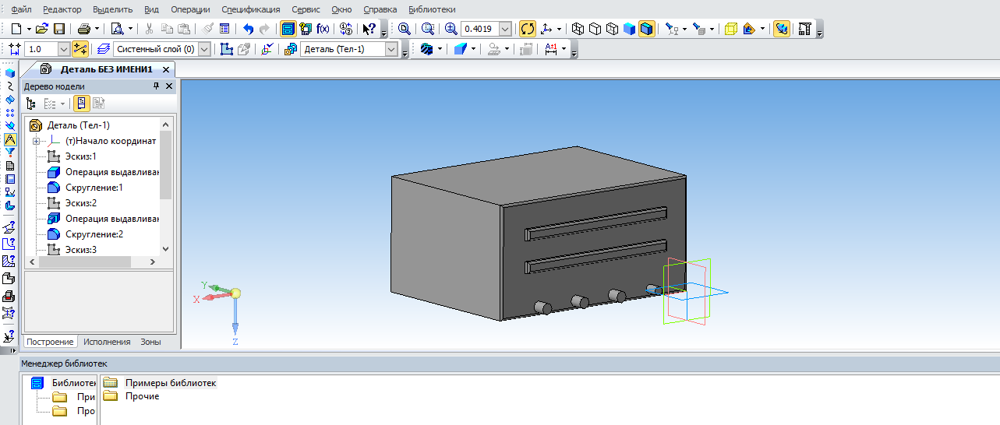 Файл Редактор Выделить Вид Операции Спецификация Сервис Окно Справка Библиотеки
0.4019
f(x)
1.0 Системный слой (0) Деталь (Тел-1)
Деталь БЕЗ ИМЕНИ1
Дерево модели
Деталь (Тел-1)
(т)Начало координат
Эскиз:1
Операция выдавливан
Скругление:1
Эскиз:2
Операция выдавливан
Скругление:2
Эскиз:3
Y
X
Z
Построение Исполнения Зоны
Менеджер библиотек
Библиотек Примеры библиотек
При Прочие
Про